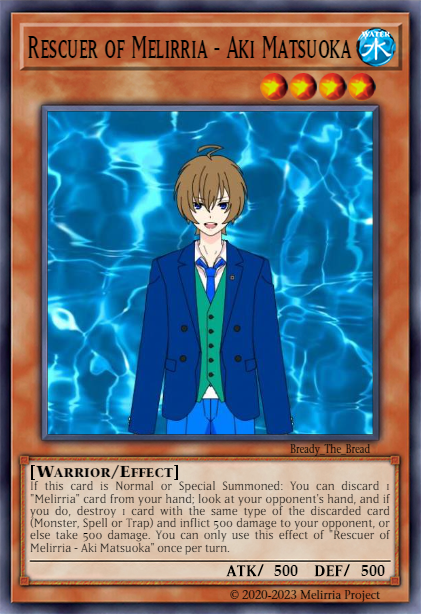 Rescuer of Melirria - Aki Matsuoka
WATER
水
Bready_The_Bread
[Warrior/Effect]
If this card is Normal or Special Summoned: You can discard 1
"Melirria" card from your hand; look at your opponent's hand, and if
you do, destroy 1 card with the same type of the discarded card
(Monster, Spell or Trap) and inflict 500 damage to your opponent, or
else take 500 damage. You can only use this effect of "Rescuer of
Melirria - Aki Matsuoka" once per turn.
ATK/ 500 DEF/ 500
© 2020-2023 Melirria Project